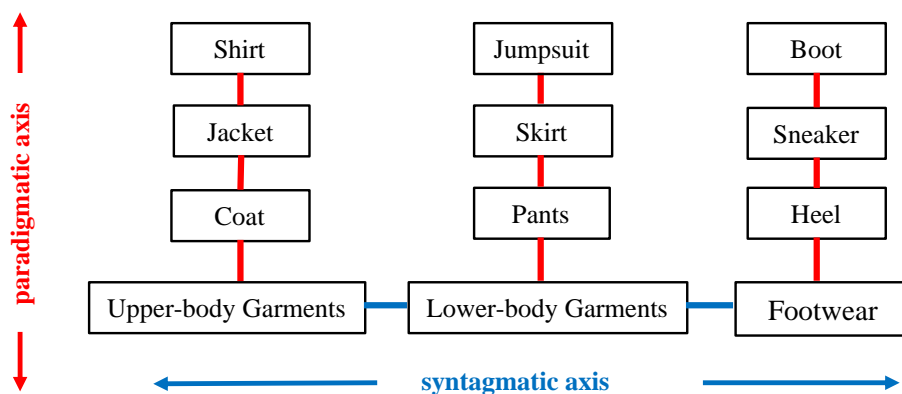 Shirt
Jumpsuit
Boot
Jacket
Skirt
Sneaker
Coat
Pants
Heel
Upper-body Garments
Lower-body Garments
Footwear
paradigmatic axis
syntagmatic axis